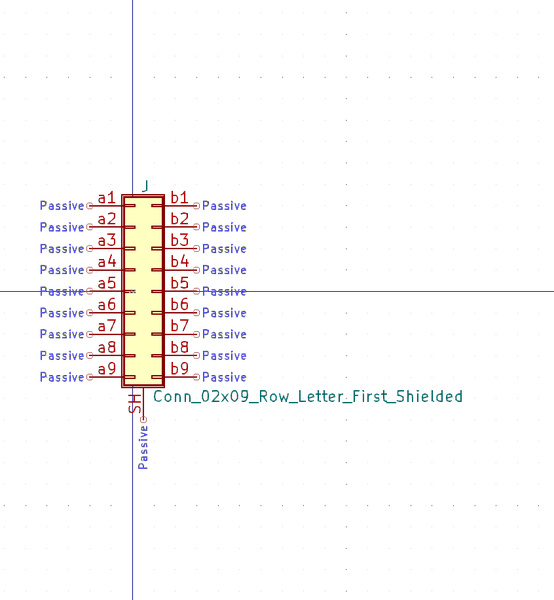 J
Passive a1 b1 Passive
Passive a2 b2 Passive
Passive a3 b3 Passive
Passive a4 b4 Passive
Passive a5 b5 Passive
Passive a6 b6 Passive
Passive a7 b7 Passive
Passive a8 b8 Passive
Passive a9 b9 Passive
SH Conn_02x09_Row_Letter_First_Shielded
Passive